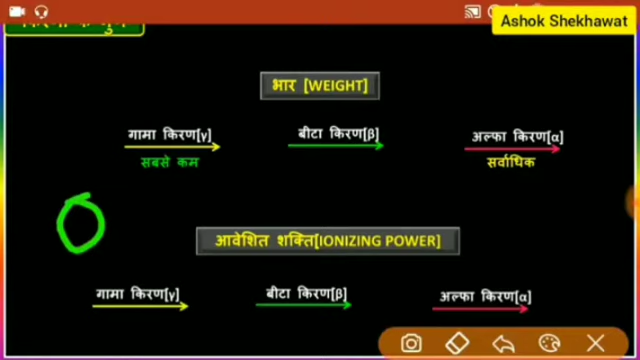 Ashok Shekhawat
भार [WEIGHT]
गामा किरण[γ] बीटा किरण[β] अल्फा किरण[α]
सबसे कम सर्वाधिक
आवेशित शक्ति[IONIZING POWER]
गामा किरण[γ] बीटा किरण[β] अल्फा किरण[α]